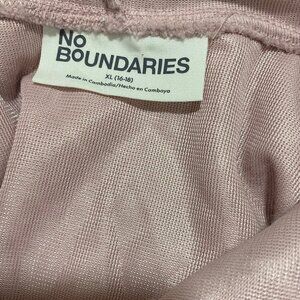 NO
BOUNDARIES
XL (16-18)
Made in Cambodia/Hecho en Camboya